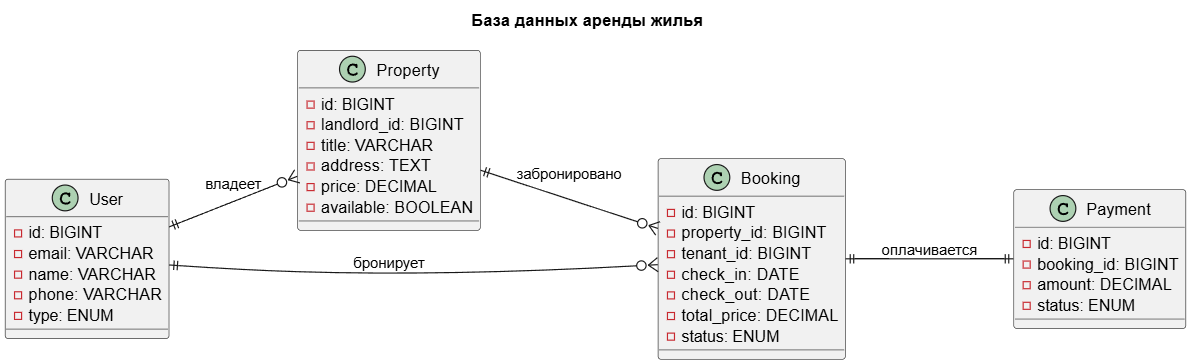 База данных аренды жилья
C Property
id: BIGINT
landlord_id: BIGINT
title: VARCHAR
address: TEXT
price: DECIMAL
available: BOOLEAN
владеет
забронировано
C User
id: BIGINT
email: VARCHAR
name: VARCHAR
phone: VARCHAR
type: ENUM
бронирует
C Booking
id: BIGINT
property_id: BIGINT
tenant_id: BIGINT
check_in: DATE
check_out: DATE
total_price: DECIMAL
status: ENUM
оплачивается
C Payment
id: BIGINT
booking_id: BIGINT
amount: DECIMAL
status: ENUM